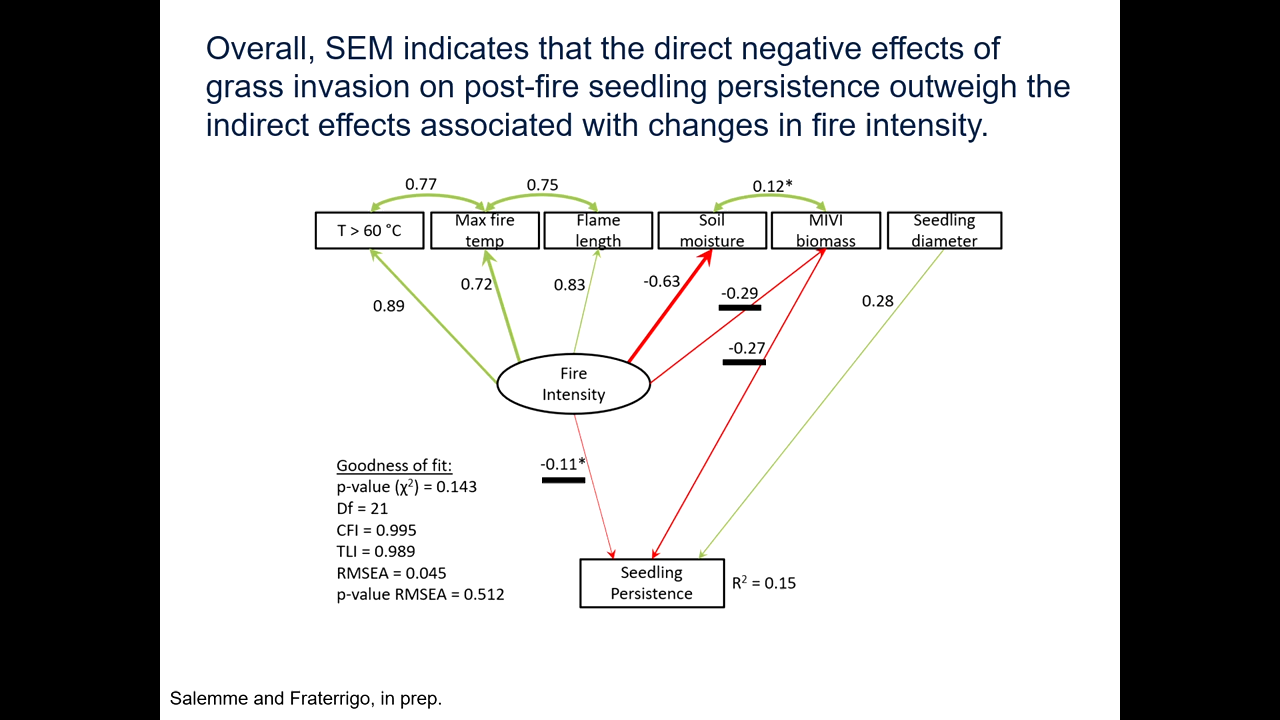 Overall, SEM indicates that the direct negative effects of
grass invasion on post-fire seedling persistence outweigh the
indirect effects associated with changes in fire intensity.
0.77
0.75
0.12*
T > 60 °C
Max fire
temp
Flame
length
Soil
moisture
MIVI
biomass
Seedling
diameter
0.89
0.72
0.83
-0.63
-0.29
0.28
-0.27
Fire
Intensity
-0.11*
Goodness of fit:
p-value (χ²) = 0.143
Df = 21
CFI = 0.995
TLI = 0.989
RMSEA = 0.045
p-value RMSEA = 0.512
Seedling
Persistence
R² = 0.15
Salemme and Fraterrigo, in prep.